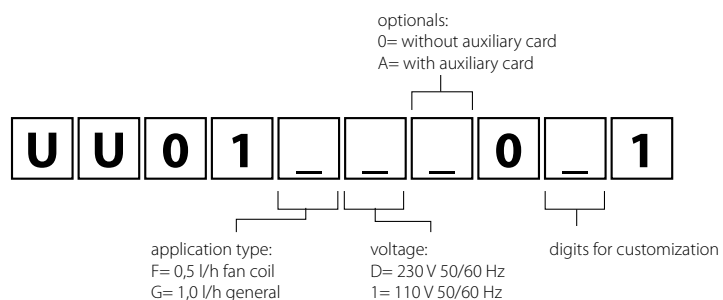 optionals:
0= without auxiliary card
A= with auxiliary card
U U 0 1 _ _ _ 0 _ 1
application type:
F= 0,5 l/h fan coil
G= 1,0 l/h general
voltage:
D= 230 V 50/60 Hz
1= 110 V 50/60 Hz
digits for customization